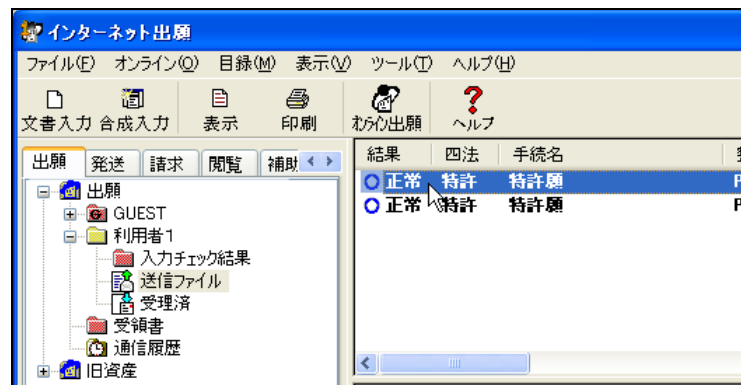 インターネット出願
ファイル(F) オンライン(O) 目録(M) 表示(V) ツール(T) ヘルプ(H)
文書入力 合成入力 表示 印刷 オンライン出願 ヘルプ
出願 発送 請求 閲覧 補助
出願
GUEST
利用者1
入力チェック結果
送信ファイル
受理済
受領書
通信履歴
旧資産
結果 四法 手続名
正常 特許 特許願
正常 特許 特許願